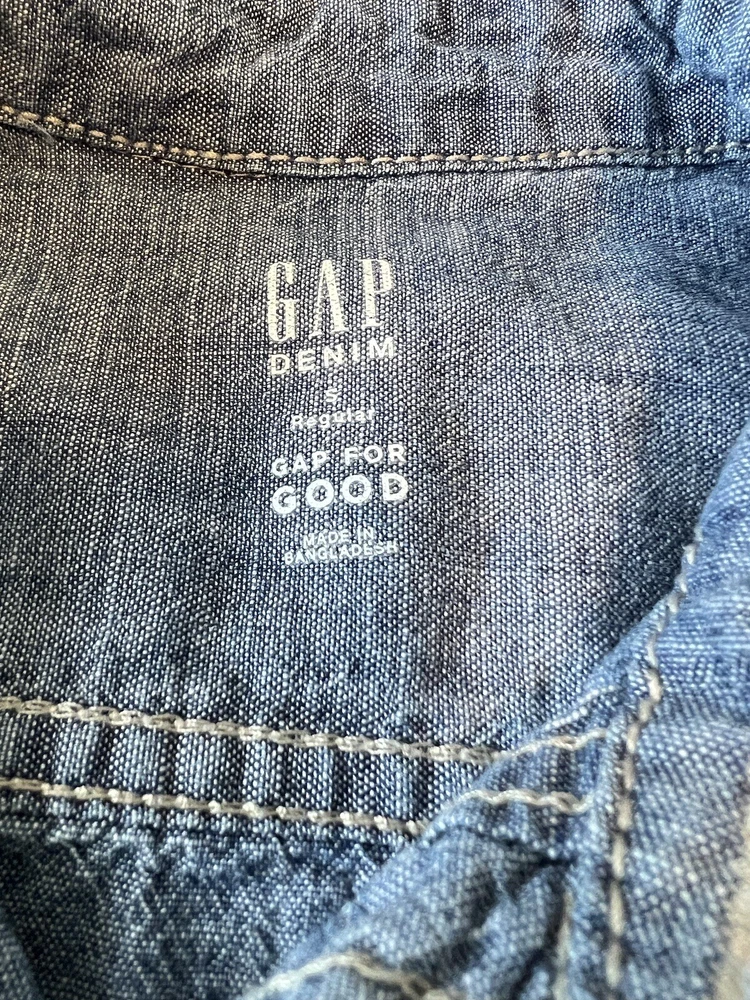 GAP
DENIM
S
Regular
GAP FOR
GOOD
MADE IN
BANGLADESH